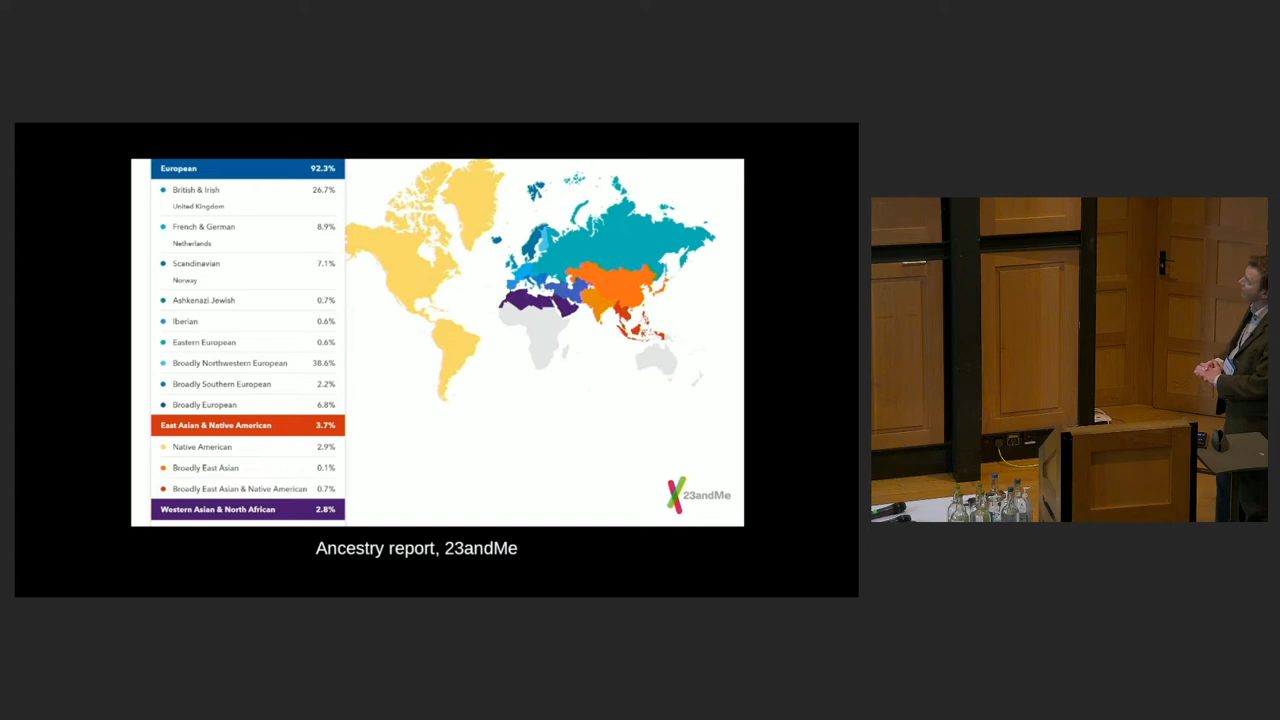 European 92.3%
British & Irish 26.7%
United Kingdom
French & German 8.9%
Netherlands
Scandinavian 7.1%
Norway
Ashkenazi Jewish 0.7%
Iberian 0.6%
Eastern European 0.6%
Broadly Northwestern European 38.6%
Broadly Southern European 2.2%
Broadly European 6.8%
East Asian & Native American 3.7%
Native American 2.9%
Broadly East Asian 0.1%
Broadly East Asian & Native American 0.7%
Western Asian & North African 2.8%
23andMe
Ancestry report, 23andMe